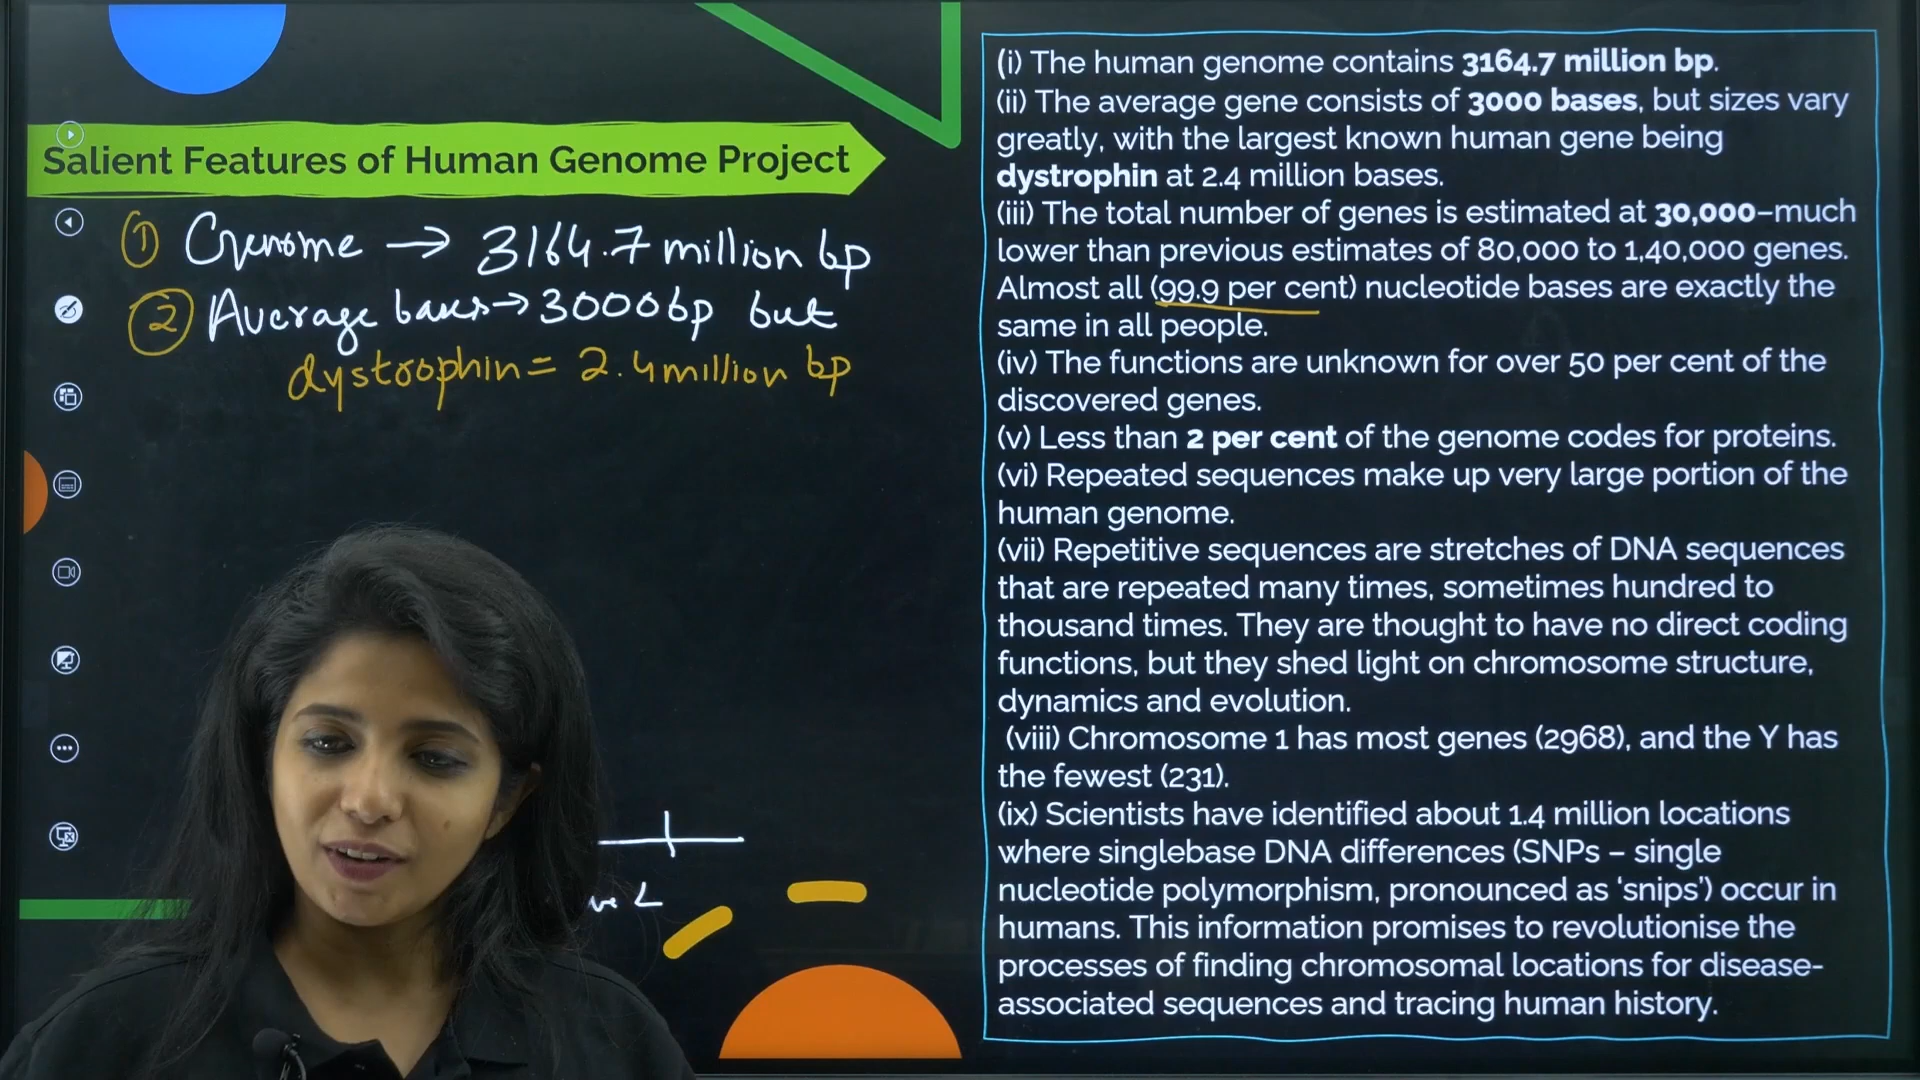 Salient Features of Human Genome Project
① Genome → 3164.7 million bp
② Average bases → 3000 bp but
dystrophin = 2.4 million bp
(i) The human genome contains 3164.7 million bp.
(ii) The average gene consists of 3000 bases, but sizes vary
greatly, with the largest known human gene being
dystrophin at 2.4 million bases.
(iii) The total number of genes is estimated at 30,000–much
lower than previous estimates of 80,000 to 1,40,000 genes.
Almost all (99.9 per cent) nucleotide bases are exactly the
same in all people.
(iv) The functions are unknown for over 50 per cent of the
discovered genes.
(v) Less than 2 per cent of the genome codes for proteins.
(vi) Repeated sequences make up very large portion of the
human genome.
(vii) Repetitive sequences are stretches of DNA sequences
that are repeated many times, sometimes hundred to
thousand times. They are thought to have no direct coding
functions, but they shed light on chromosome structure,
dynamics and evolution.
(viii) Chromosome 1 has most genes (2968), and the Y has
the fewest (231).
(ix) Scientists have identified about 1.4 million locations
where singlebase DNA differences (SNPs – single
nucleotide polymorphism, pronounced as ‘snips’) occur in
humans. This information promises to revolutionise the
processes of finding chromosomal locations for disease-
associated sequences and tracing human history.